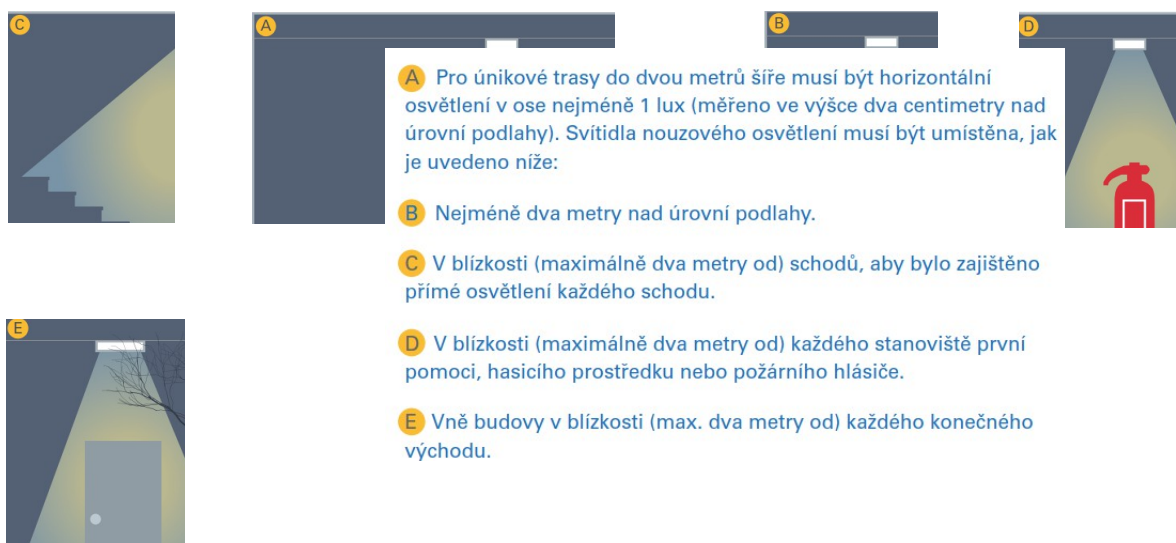 C
A
B
D
A Pro únikové trasy do dvou metrů šíře musí být horizontální
osvětlení v ose nejméně 1 lux (měřeno ve výšce dva centimetry nad
úrovní podlahy). Svítidla nouzového osvětlení musí být umístěna, jak
je uvedeno níže:
B Nejméně dva metry nad úrovní podlahy.
C V blízkosti (maximálně dva metry od) schodů, aby bylo zajištěno
přímé osvětlení každého schodu.
E
D V blízkosti (maximálně dva metry od) každého stanoviště první
pomoci, hasicího prostředku nebo požárního hlásiče.
E Vně budovy v blízkosti (max. dva metry od) každého konečného
východu.